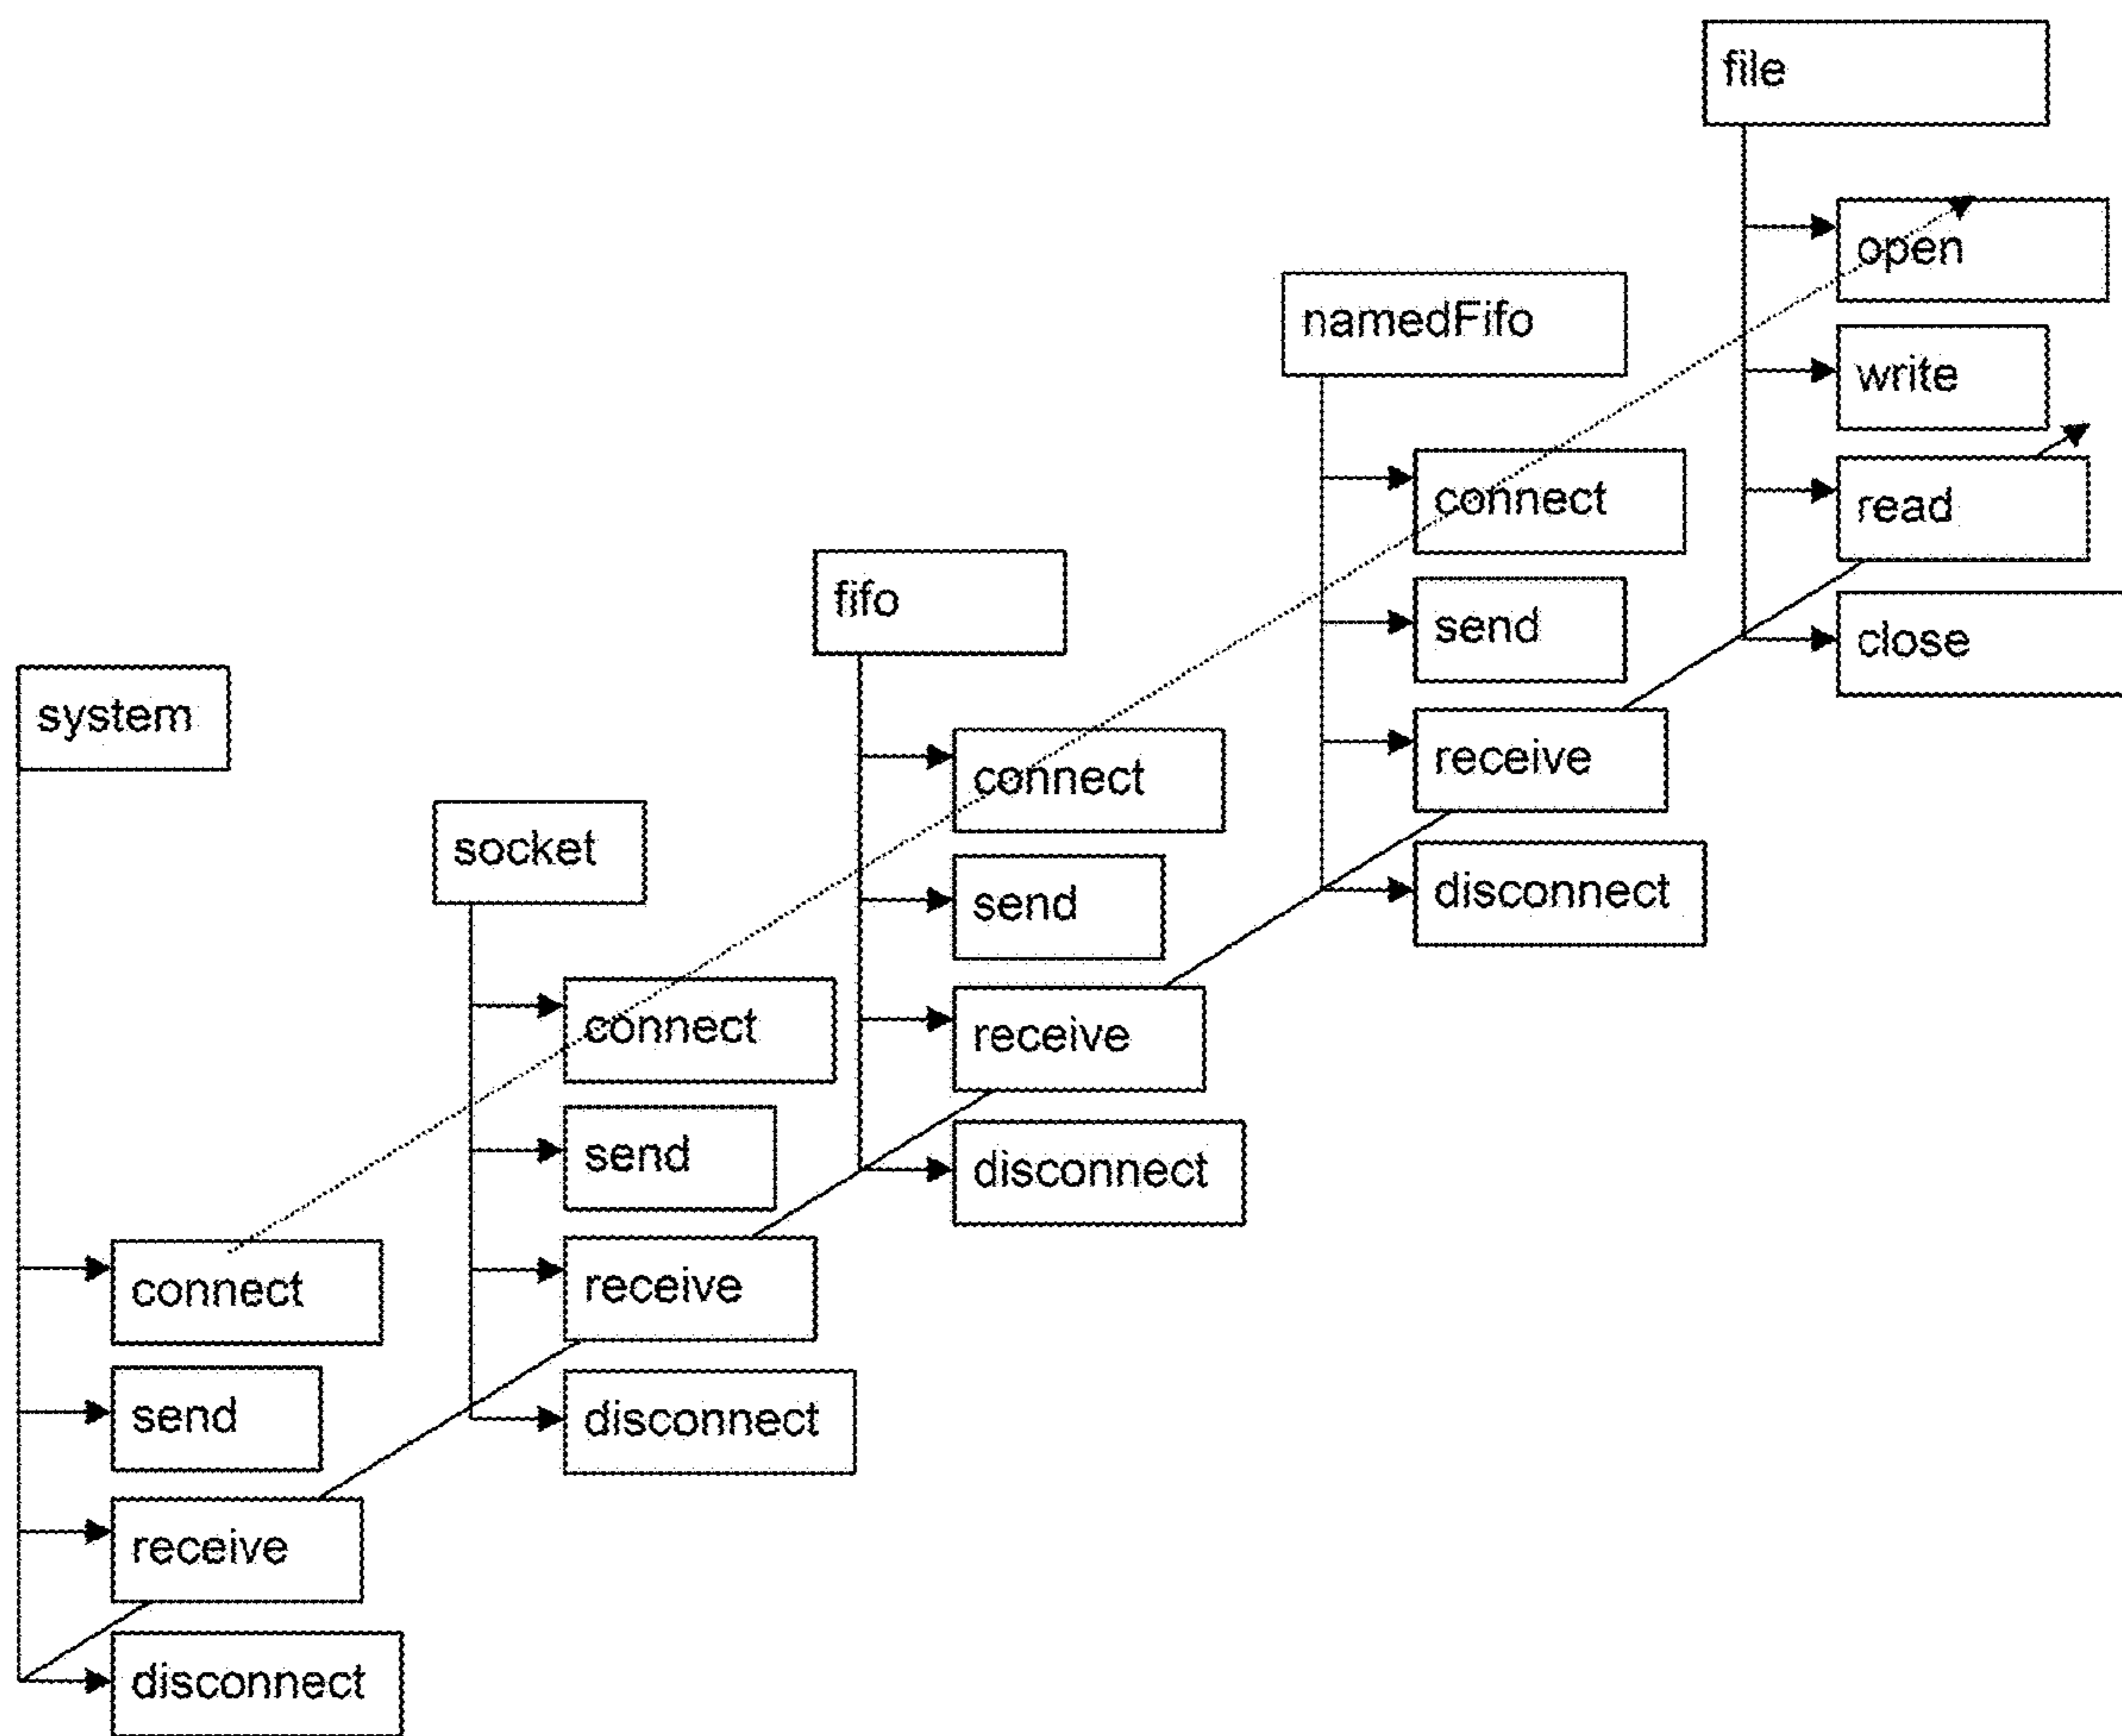 system
connect
send
receive
disconnect
socket
connect
send
receive
disconnect
fifo
connect
send
receive
disconnect
namedFifo
connect
send
receive
disconnect
file
open
write
read
close